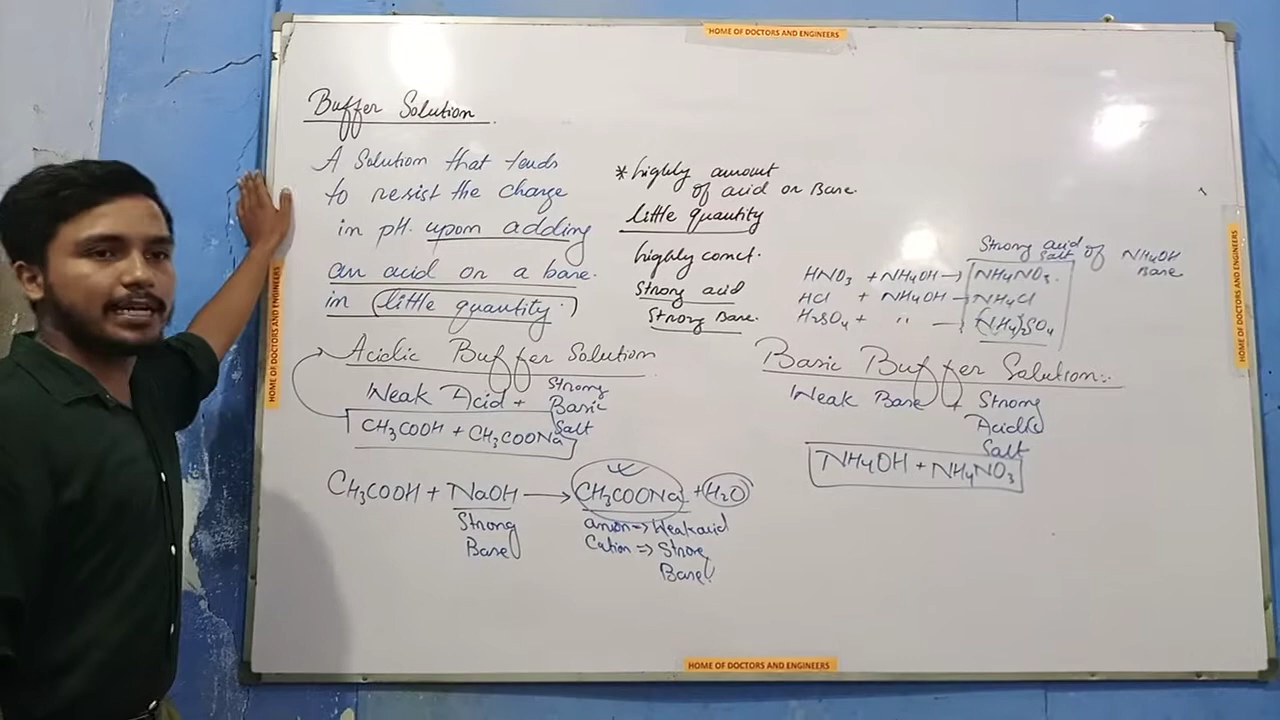 HOME OF DOCTORS AND ENGINEERS
Buffer Solution
A Solution that tends
to resist the change
in pH. upon adding
an acid or a base.
in (little quantity.)
* highly amount
of acid or Base.
little quantity
highly conct.
Strong acid
Strong Base.
Strong acid
Salt of NH4OH
Base
HNO3 + NH4OH → NH4NO3.
HCl + NH4OH → NH4Cl
H2SO4 + " → (NH4)2SO4
Acidic Buffer Solution
Weak Acid + Strong
Basic
Salt
CH3COOH + CH3COONa
CH3COOH + NaOH → CH3COONa + H2O
Strong
Base
anion => Weak acid
Cation => Strong
Base
Basic Buffer Solution:-
Weak Base + Strong
Acidic
Salt
NH4OH + NH4NO3
HOME OF DOCTORS AND ENGINEERS
HOME OF DOCTORS AND ENGINEERS
HOME OF DOCTORS AND ENGINEERS